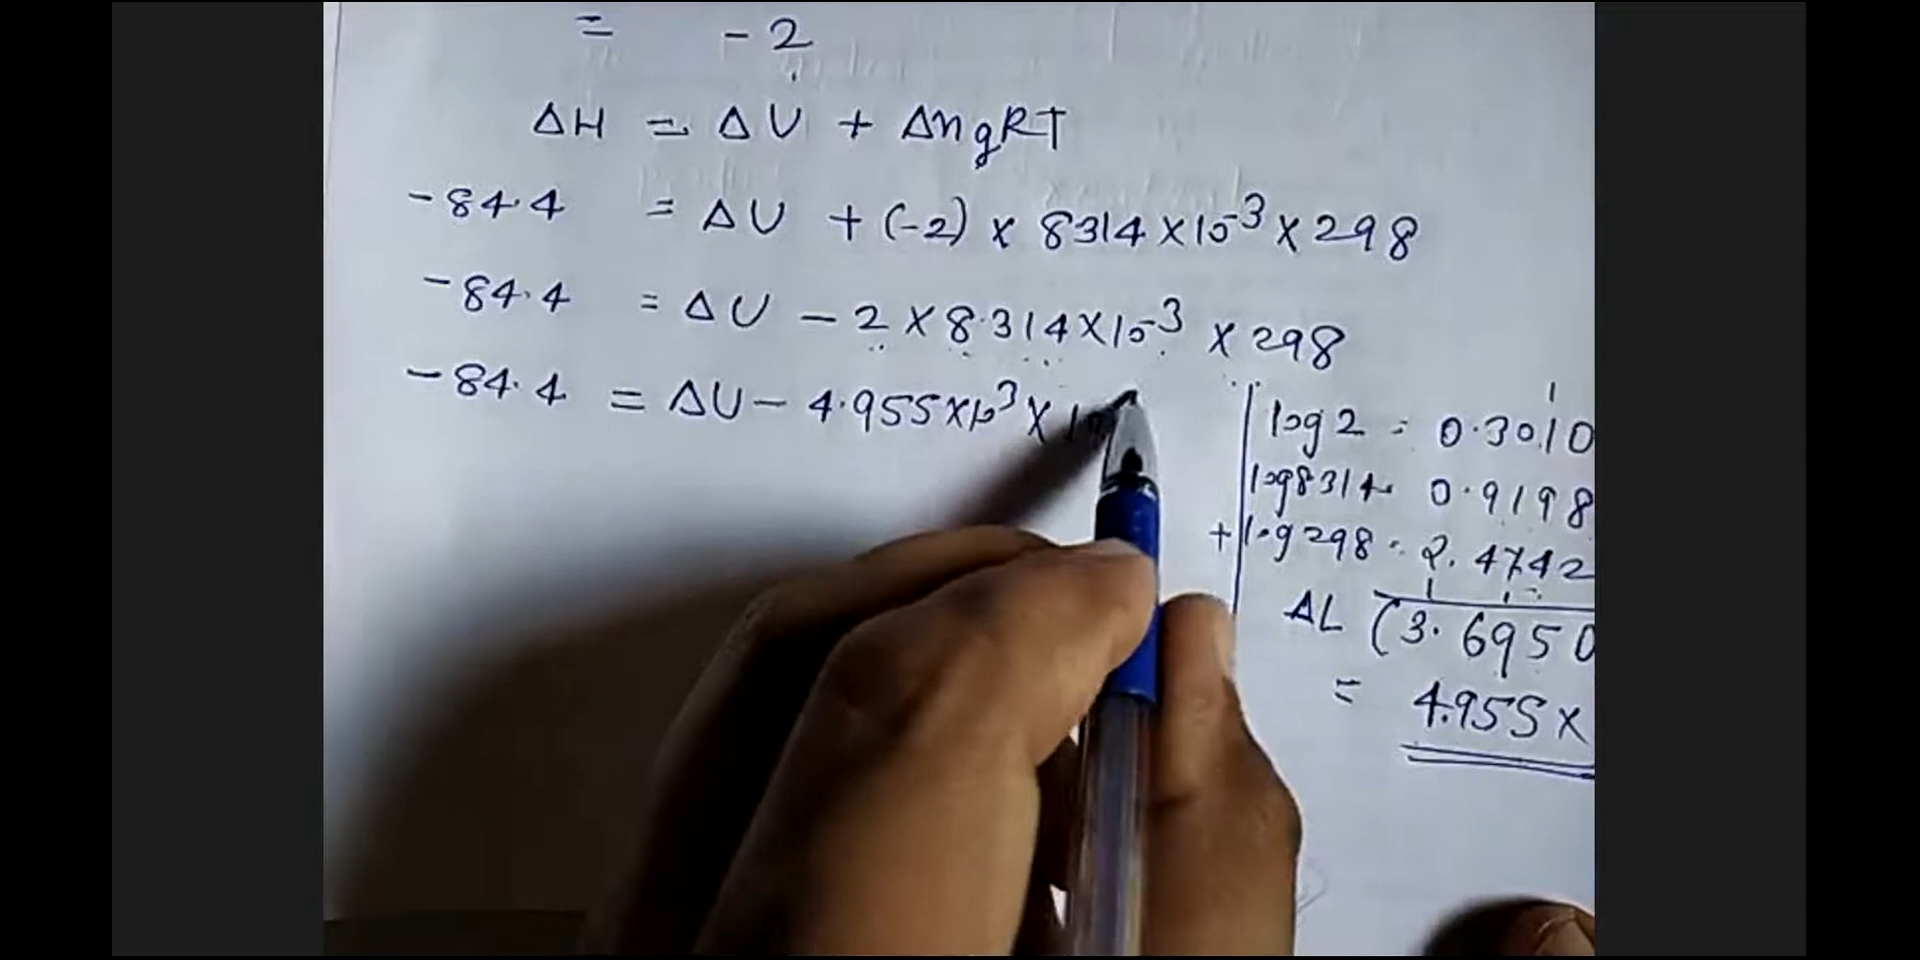 = -2
ΔH = ΔU + ΔngRT
-84.4 = ΔU + (-2) × 8314 × 10-3 × 298
-84.4 = ΔU - 2 × 8.314 × 10-3 × 298
-84.4 = ΔU - 4.955 × 103 ×
log 2 = 0.3010
log 8314 0.9198
+ log 298 = 2.4742
AL (3.6950
= 4.955 ×